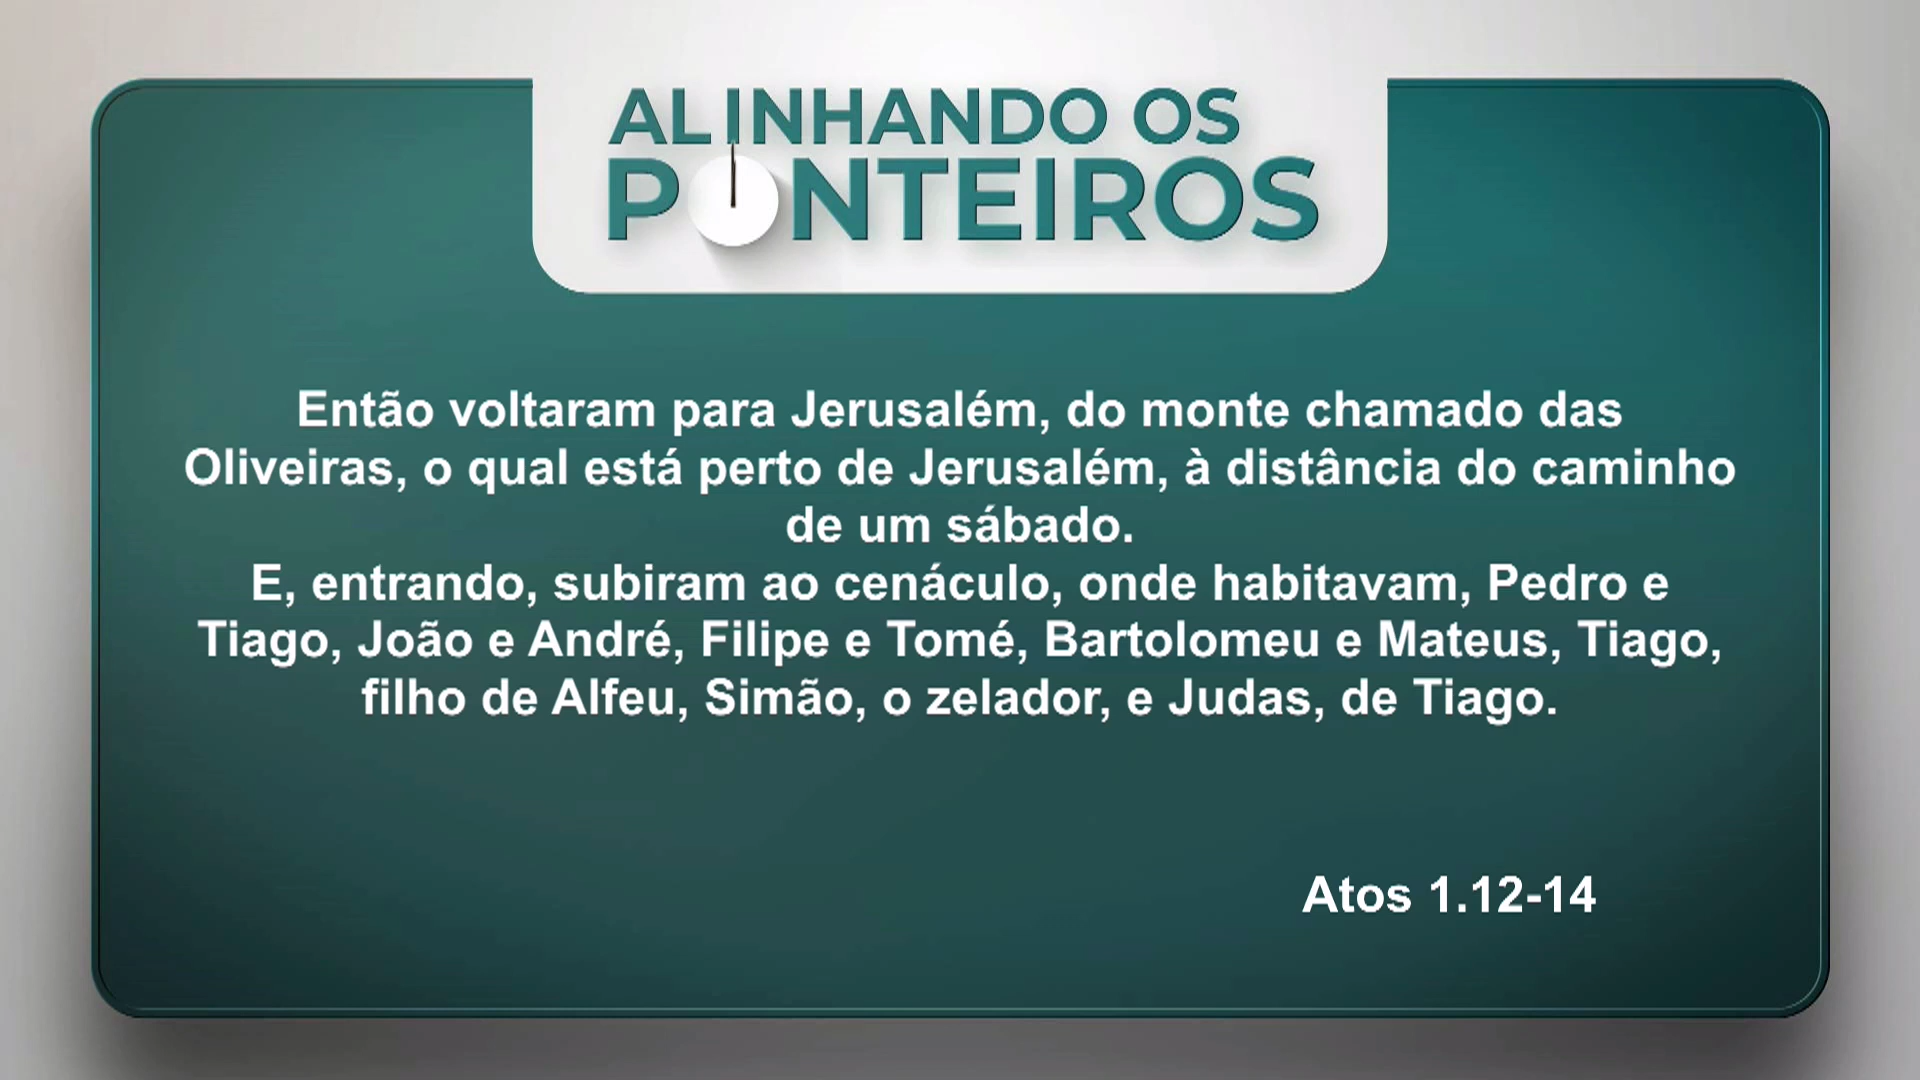 ALINHANDO OS
PONTEIROS
Então voltaram para Jerusalém, do monte chamado das
Oliveiras, o qual está perto de Jerusalém, à distância do caminho
de um sábado.
E, entrando, subiram ao cenáculo, onde habitavam, Pedro e
Tiago, João e André, Filipe e Tomé, Bartolomeu e Mateus, Tiago,
filho de Alfeu, Simão, o zelador, e Judas, de Tiago.
Atos 1.12-14